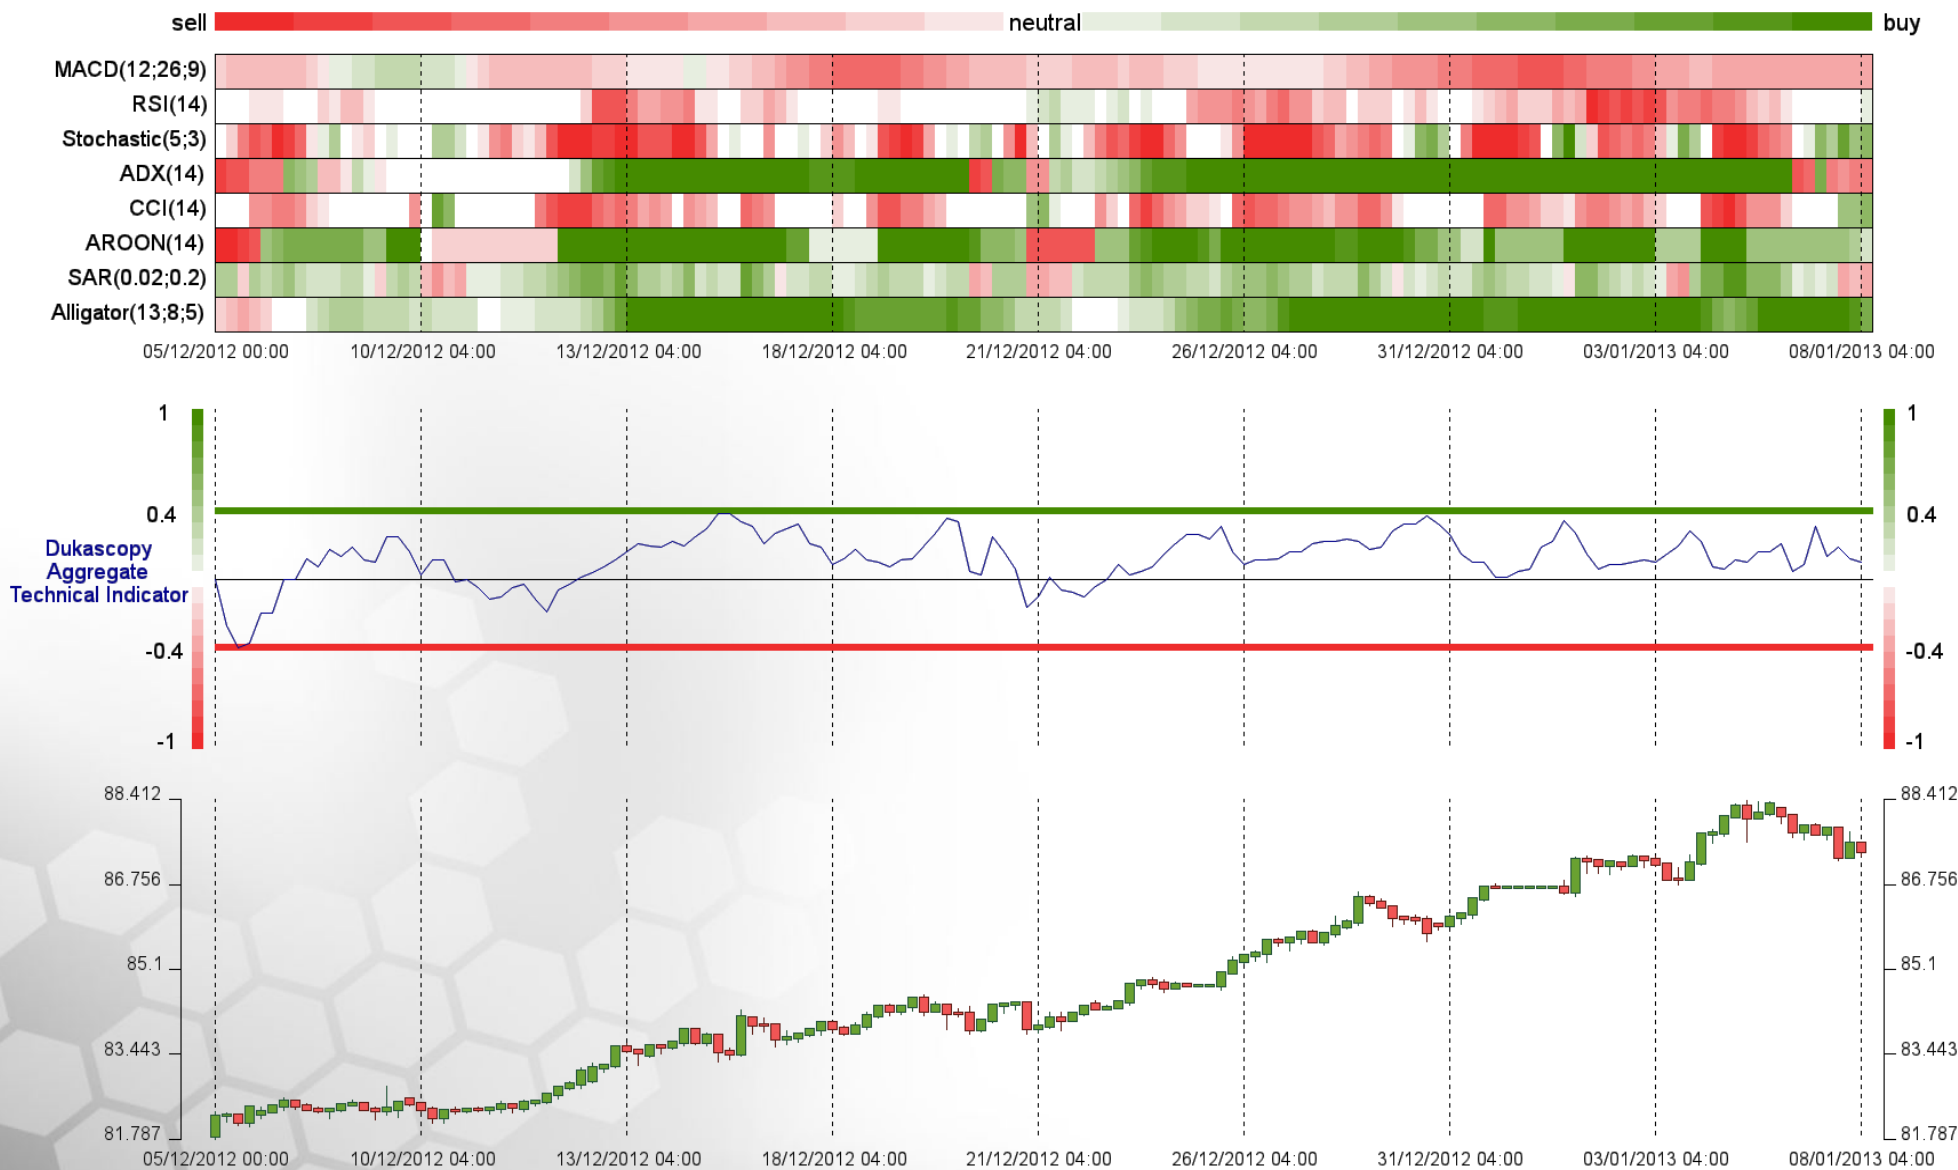 sell neutral buy
MACD(12;26;9)
RSI(14)
Stochastic(5;3)
ADX(14)
CCI(14)
AROON(14)
SAR(0.02;0.2)
Alligator(13;8;5)
05/12/2012 00:00 10/12/2012 04:00 13/12/2012 04:00 18/12/2012 04:00 21/12/2012 04:00 26/12/2012 04:00 31/12/2012 04:00 03/01/2013 04:00 08/01/2013 04:00
1 1
0.4 0.4
Dukascopy
Aggregate
Technical Indicator
-0.4 -0.4
-1 -1
88.412 88.412
86.756 86.756
85.1 85.1
83.443 83.443
81.787 81.787
05/12/2012 00:00 10/12/2012 04:00 13/12/2012 04:00 18/12/2012 04:00 21/12/2012 04:00 26/12/2012 04:00 31/12/2012 04:00 03/01/2013 04:00 08/01/2013 04:00